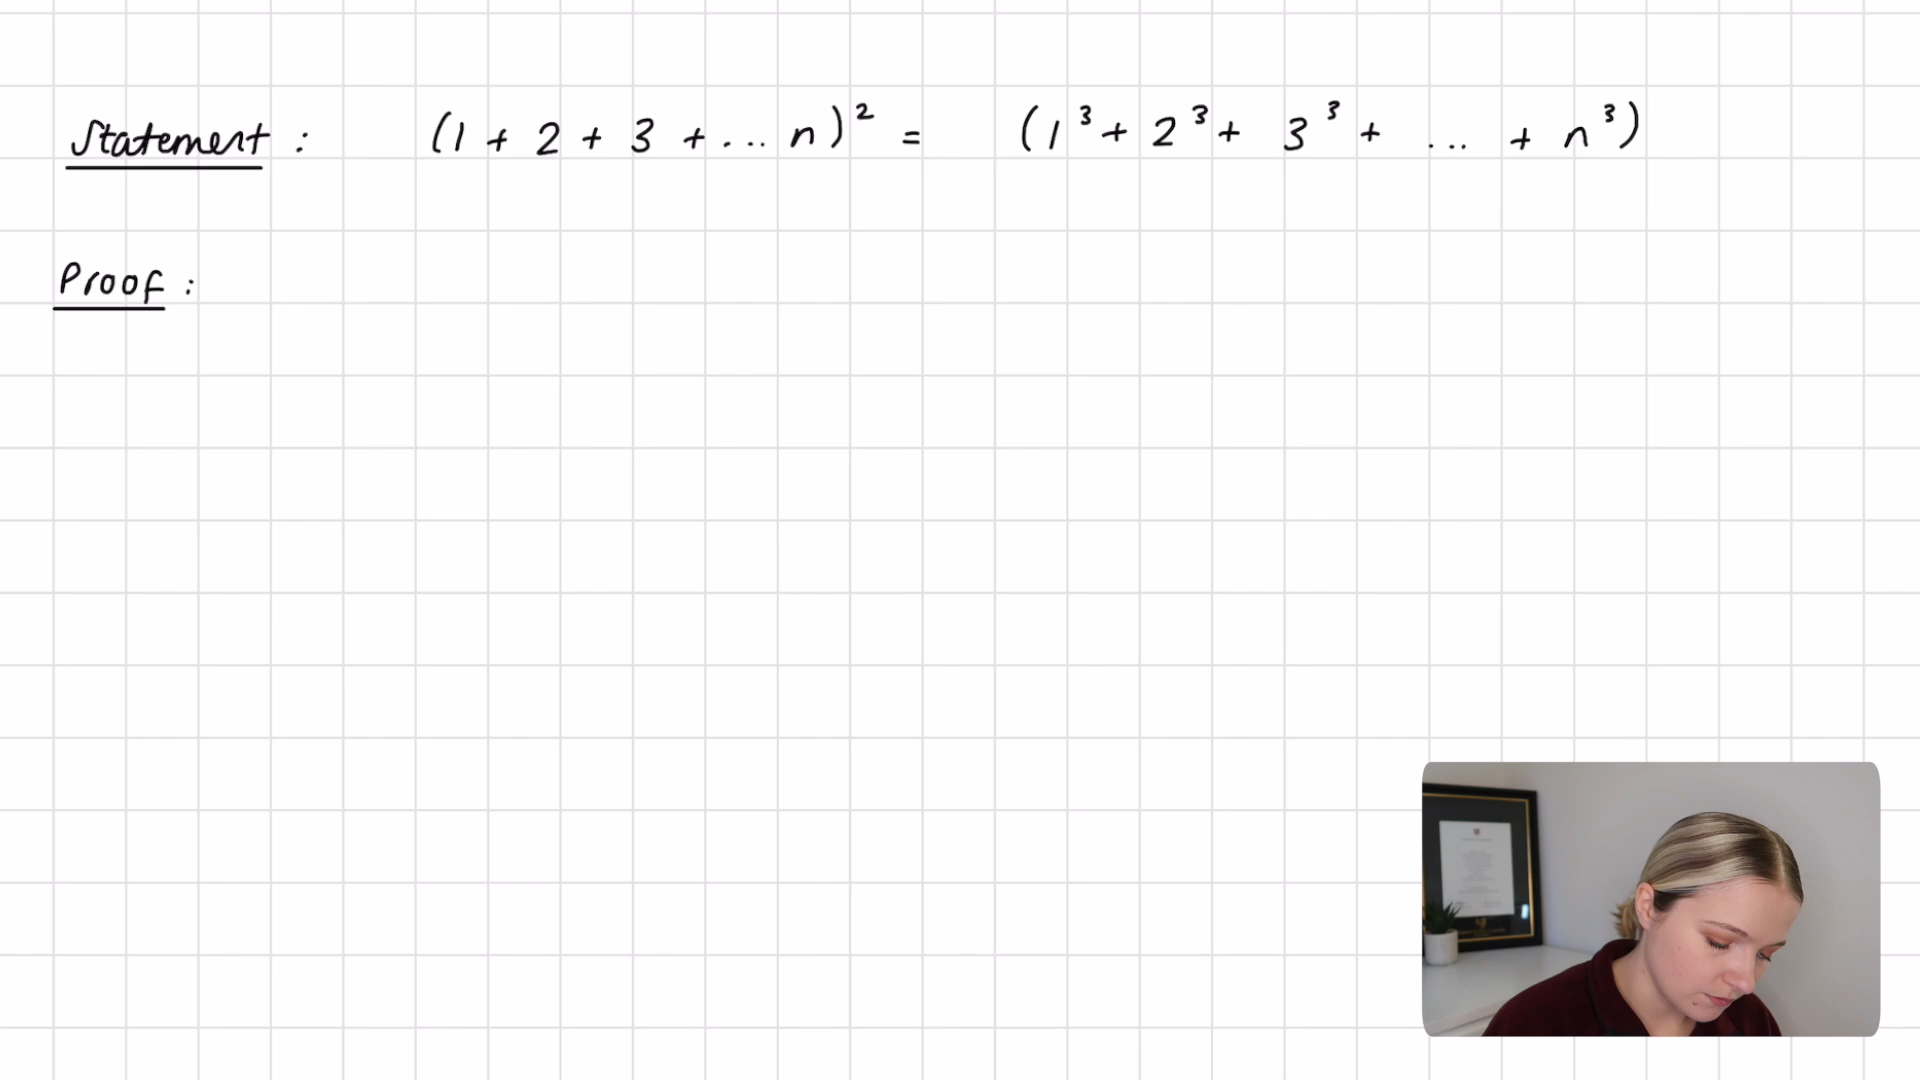 Statement : (1 + 2 + 3 + ... n)² = (1³ + 2³ + 3³ + ... + n³)
Proof :